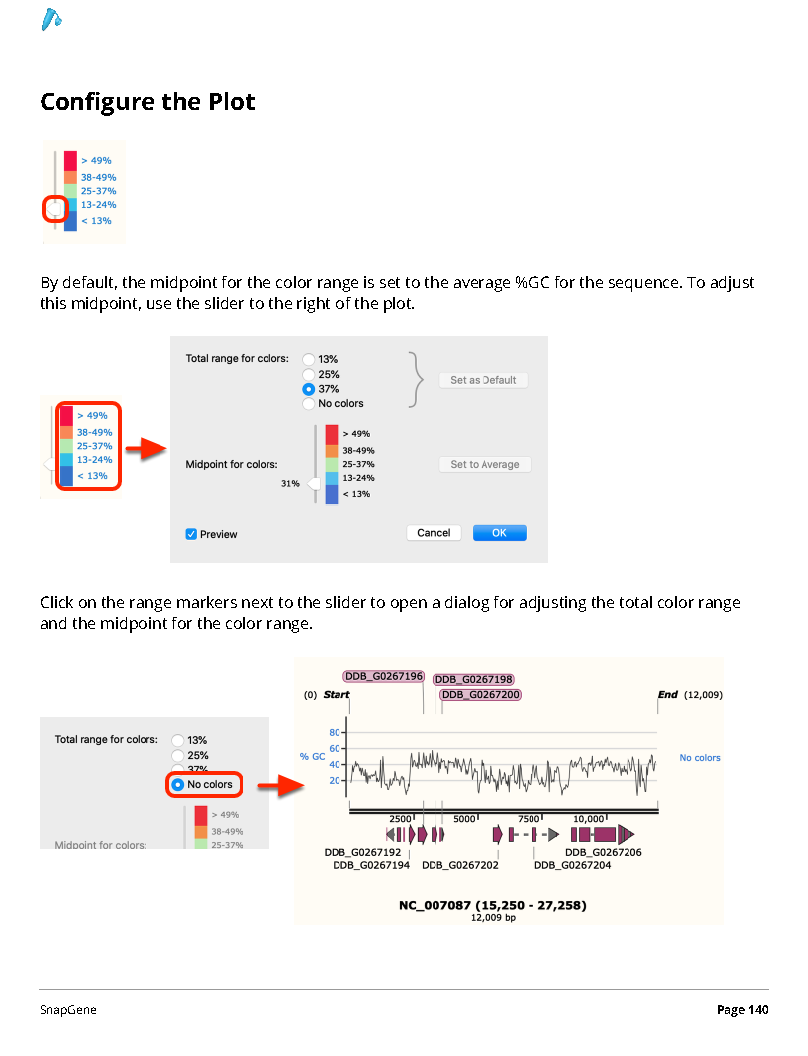 Configure the Plot
> 49%
38-49%
25-37%
13-24%
< 13%
By default, the midpoint for the color range is set to the average %GC for the sequence. To adjust
this midpoint, use the slider to the right of the plot.
> 49%
38-49%
25-37%
13-24%
< 13%
Total range for colors:
13%
25%
37%
No colors
Set as Default
Midpoint for colors:
31%
> 49%
38-49%
25-37%
13-24%
< 13%
Set to Average
Preview
Cancel
OK
Click on the range markers next to the slider to open a dialog for adjusting the total color range
and the midpoint for the color range.
Total range for colors:
13%
25%
37%
No colors
> 49%
38-49%
25-37%
Midpoint for colors:
DDB_G0267196
DDB_G0267198
DDB_G0267200
(0) Start
End (12,009)
80
60
% GC
40
20
No colors
2500
5000
7500
10,000
DDB_G0267192
DDB_G0267206
DDB_G0267194
DDB_G0267202
DDB_G0267204
NC_007087 (15,250 - 27,258)
12,009 bp
SnapGene
Page 140